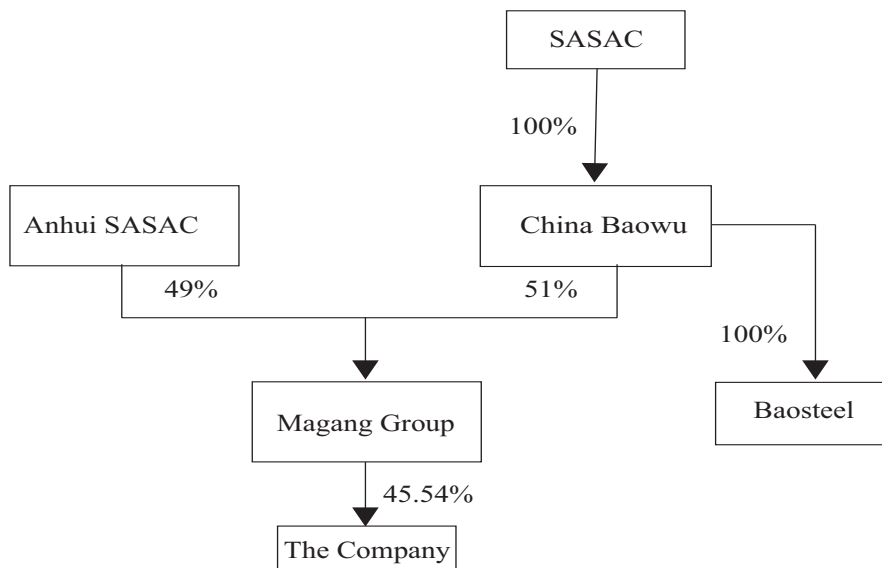 SASAC
100%
Anhui SASAC
China Baowu
49%
51%
100%
Magang Group
Baosteel
45.54%
The Company